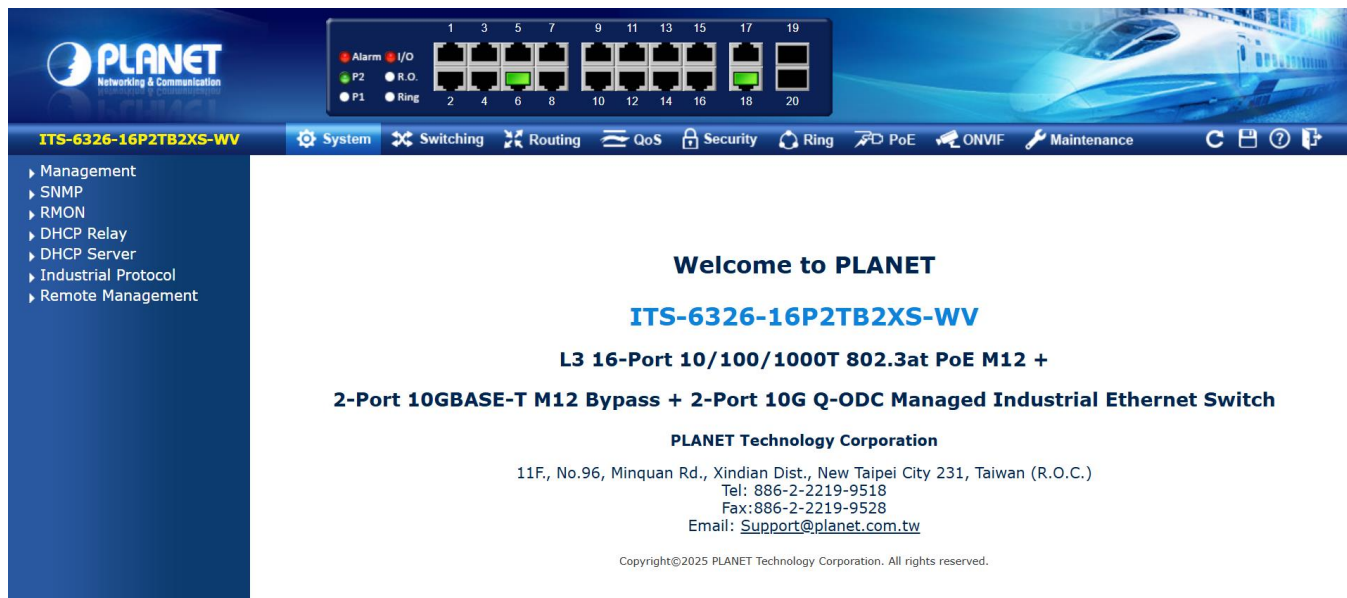 PLANET
Networking & Communication
1 3 5 7 9 11 13 15 17 19
Alarm I/O
P2 R.O.
P1 Ring
2 4 6 8 10 12 14 16 18 20
ITS-6326-16P2TB2XS-WV
System Switching Routing QoS Security Ring PoE ONVIF Maintenance
Management
SNMP
RMON
DHCP Relay
DHCP Server
Industrial Protocol
Remote Management
Welcome to PLANET
ITS-6326-16P2TB2XS-WV
L3 16-Port 10/100/1000T 802.3at PoE M12 +
2-Port 10GBASE-T M12 Bypass + 2-Port 10G Q-ODC Managed Industrial Ethernet Switch
PLANET Technology Corporation
11F., No.96, Minquan Rd., Xindian Dist., New Taipei City 231, Taiwan (R.O.C.)
Tel: 886-2-2219-9518
Fax:886-2-2219-9528
Email: Support@planet.com.tw
Copyright©2025 PLANET Technology Corporation. All rights reserved.